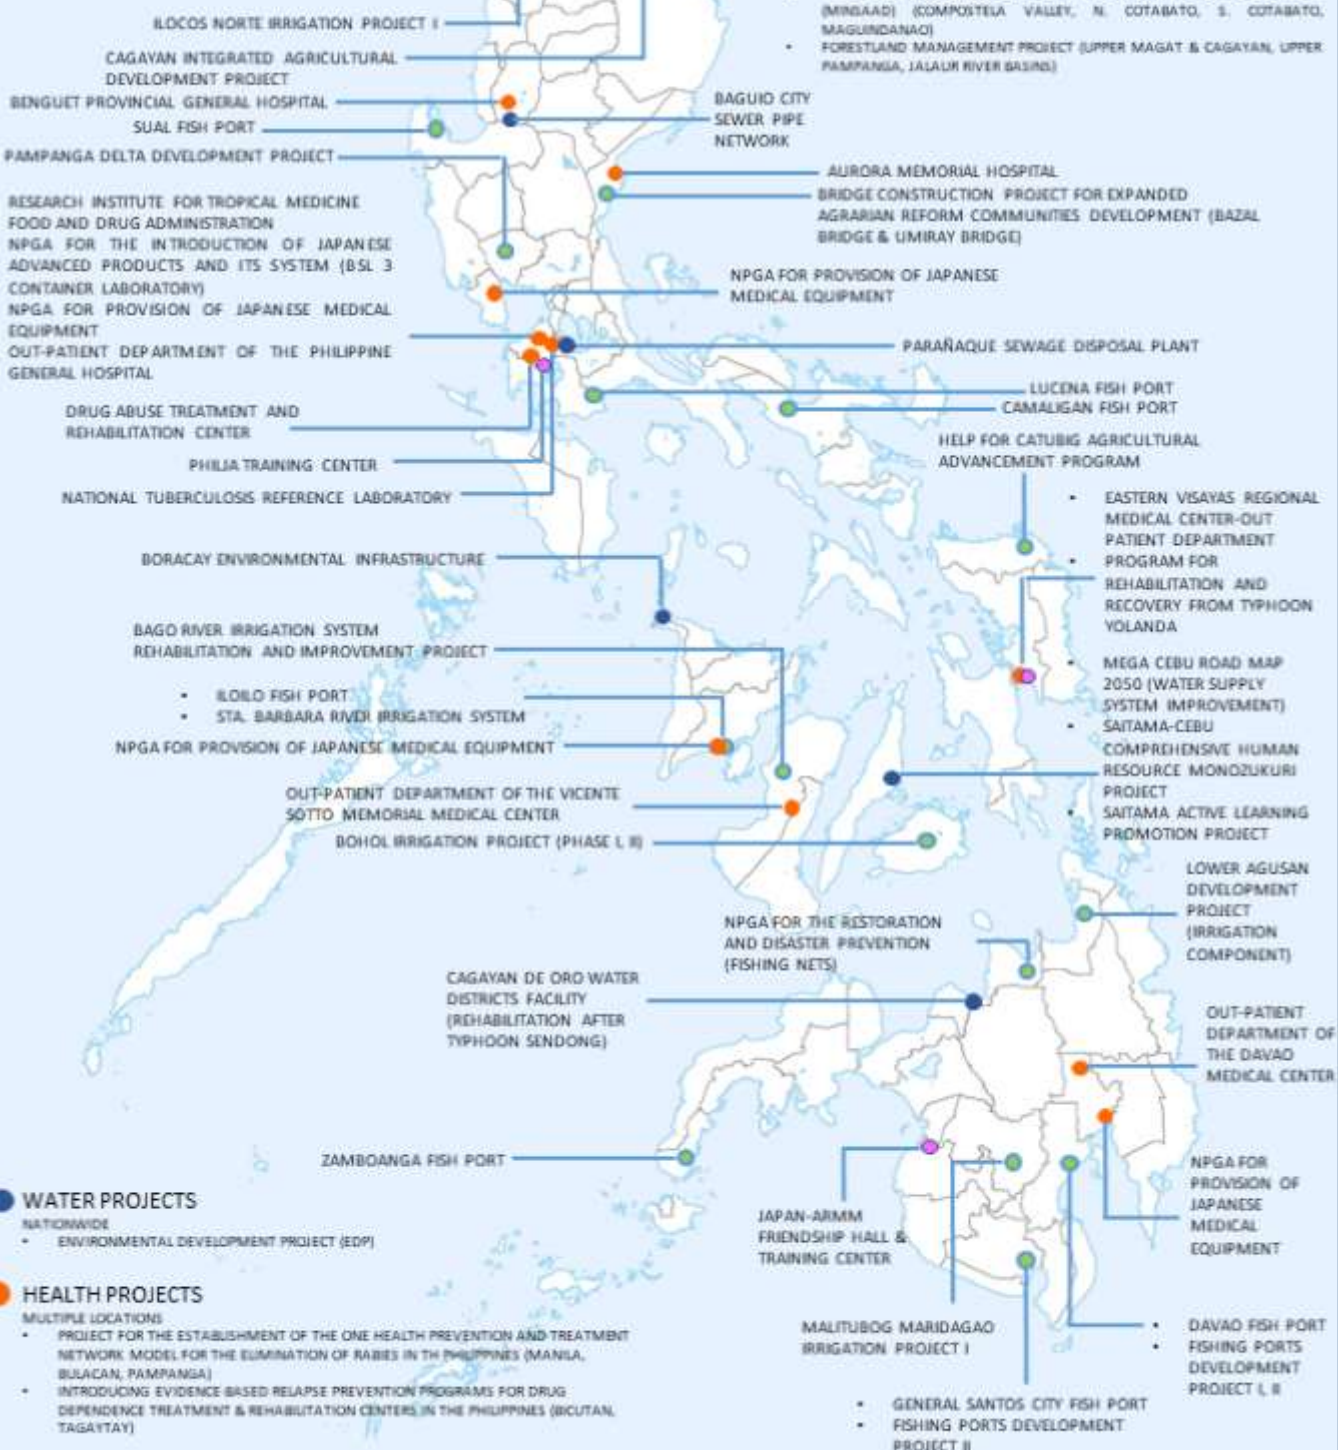 (MINSAAD) (COMPOSTELA VALLEY, N. COTABATO, S. COTABATO,
MAGUINDANAO)
• FORESTLAND MANAGEMENT PROJECT (UPPER MAGAT & CAGAYAN, UPPER
PAMPANGA, JALAUR RIVER BASINS)
ILOCOS NORTE IRRIGATION PROJECT I
CAGAYAN INTEGRATED AGRICULTURAL
DEVELOPMENT PROJECT
BENGUET PROVINCIAL GENERAL HOSPITAL
SUAL FISH PORT
PAMPANGA DELTA DEVELOPMENT PROJECT
BAGUIO CITY
SEWER PIPE
NETWORK
AURORA MEMORIAL HOSPITAL
BRIDGE CONSTRUCTION PROJECT FOR EXPANDED
AGRARIAN REFORM COMMUNITIES DEVELOPMENT (BAZAL
BRIDGE & UMIRAY BRIDGE)
RESEARCH INSTITUTE FOR TROPICAL MEDICINE
FOOD AND DRUG ADMINISTRATION
NPGA FOR THE INTRODUCTION OF JAPANESE
ADVANCED PRODUCTS AND ITS SYSTEM (BSL 3
CONTAINER LABORATORY)
NPGA FOR PROVISION OF JAPANESE MEDICAL
EQUIPMENT
OUT-PATIENT DEPARTMENT OF THE PHILIPPINE
GENERAL HOSPITAL
NPGA FOR PROVISION OF JAPANESE
MEDICAL EQUIPMENT
PARAÑAQUE SEWAGE DISPOSAL PLANT
LUCENA FISH PORT
CAMALIGAN FISH PORT
DRUG ABUSE TREATMENT AND
REHABILITATION CENTER
PHILJA TRAINING CENTER
NATIONAL TUBERCULOSIS REFERENCE LABORATORY
HELP FOR CATUBIG AGRICULTURAL
ADVANCEMENT PROGRAM
• EASTERN VISAYAS REGIONAL
MEDICAL CENTER-OUT
PATIENT DEPARTMENT
• PROGRAM FOR
REHABILITATION AND
RECOVERY FROM TYPHOON
YOLANDA
BORACAY ENVIRONMENTAL INFRASTRUCTURE
BAGO RIVER IRRIGATION SYSTEM
REHABILITATION AND IMPROVEMENT PROJECT
• ILOILO FISH PORT
• STA. BARBARA RIVER IRRIGATION SYSTEM
NPGA FOR PROVISION OF JAPANESE MEDICAL EQUIPMENT
• MEGA CEBU ROAD MAP
2050 (WATER SUPPLY
SYSTEM IMPROVEMENT)
• SAITAMA-CEBU
COMPREHENSIVE HUMAN
RESOURCE MONOZUKURI
PROJECT
• SAITAMA ACTIVE LEARNING
PROMOTION PROJECT
OUT-PATIENT DEPARTMENT OF THE VICENTE
SOTTO MEMORIAL MEDICAL CENTER
BOHOL IRRIGATION PROJECT (PHASE I, II)
LOWER AGUSAN
DEVELOPMENT
PROJECT
(IRRIGATION
COMPONENT)
NPGA FOR THE RESTORATION
AND DISASTER PREVENTION
(FISHING NETS)
CAGAYAN DE ORO WATER
DISTRICTS FACILITY
(REHABILITATION AFTER
TYPHOON SENDONG)
OUT-PATIENT
DEPARTMENT OF
THE DAVAO
MEDICAL CENTER
ZAMBOANGA FISH PORT
NPGA FOR
PROVISION OF
JAPANESE
MEDICAL
EQUIPMENT
JAPAN-ARMM
FRIENDSHIP HALL &
TRAINING CENTER
MALITUBOG MARIDAGAO
IRRIGATION PROJECT I
• DAVAO FISH PORT
• FISHING PORTS
DEVELOPMENT
PROJECT I, II
• GENERAL SANTOS CITY FISH PORT
• FISHING PORTS DEVELOPMENT
PROJECT II
WATER PROJECTS
NATIONWIDE
• ENVIRONMENTAL DEVELOPMENT PROJECT (EDP)
HEALTH PROJECTS
MULTIPLE LOCATIONS
• PROJECT FOR THE ESTABLISHMENT OF THE ONE HEALTH PREVENTION AND TREATMENT
NETWORK MODEL FOR THE ELIMINATION OF RABIES IN TH PHILIPPINES (MANILA,
BULACAN, PAMPANGA)
• INTRODUCING EVIDENCE BASED RELAPSE PREVENTION PROGRAMS FOR DRUG
DEPENDENCE TREATMENT & REHABILITATION CENTERS IN THE PHILIPPINES (BICUTAN,
TAGAYTAY)